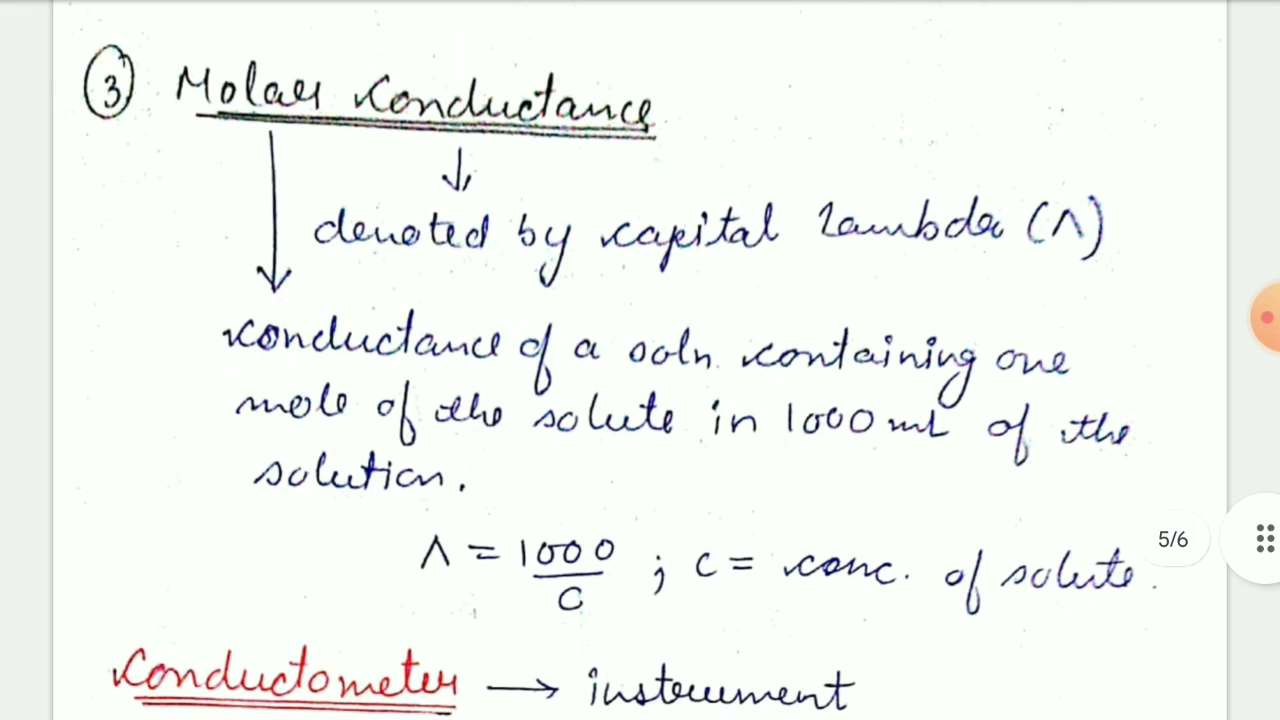 ③ Molar Conductance
denoted by capital lambda (Λ)
conductance of a soln. containing one
mole of the solute in 1000 mL of the
solution.
Λ = 1000/C ; C = conc. of solute.
5/6
Conductometer → instrument